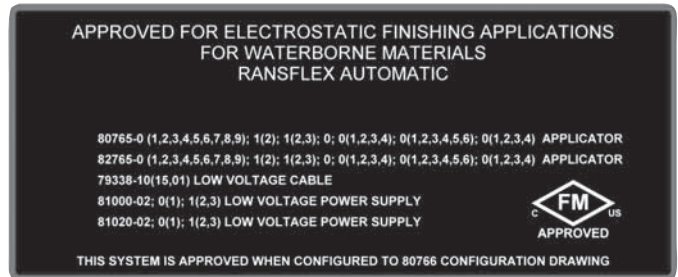 APPROVED FOR ELECTROSTATIC FINISHING APPLICATIONS
FOR WATERBORNE MATERIALS
RANSFLEX AUTOMATIC
80765-0 (1,2,3,4,5,6,7,8,9); 1(2); 1(2,3); 0; 0(1,2,3,4); 0(1,2,3,4,5,6); 0(1,2,3,4) APPLICATOR
82765-0 (1,2,3,4,5,6,7,8,9); 1(2); 1(2,3); 0; 0(1,2,3,4); 0(1,2,3,4,5,6); 0(1,2,3,4) APPLICATOR
79338-10(15,01) LOW VOLTAGE CABLE
81000-02; 0(1); 1(2,3) LOW VOLTAGE POWER SUPPLY
81020-02; 0(1); 1(2,3) LOW VOLTAGE POWER SUPPLY
C FM US
APPROVED
THIS SYSTEM IS APPROVED WHEN CONFIGURED TO 80766 CONFIGURATION DRAWING